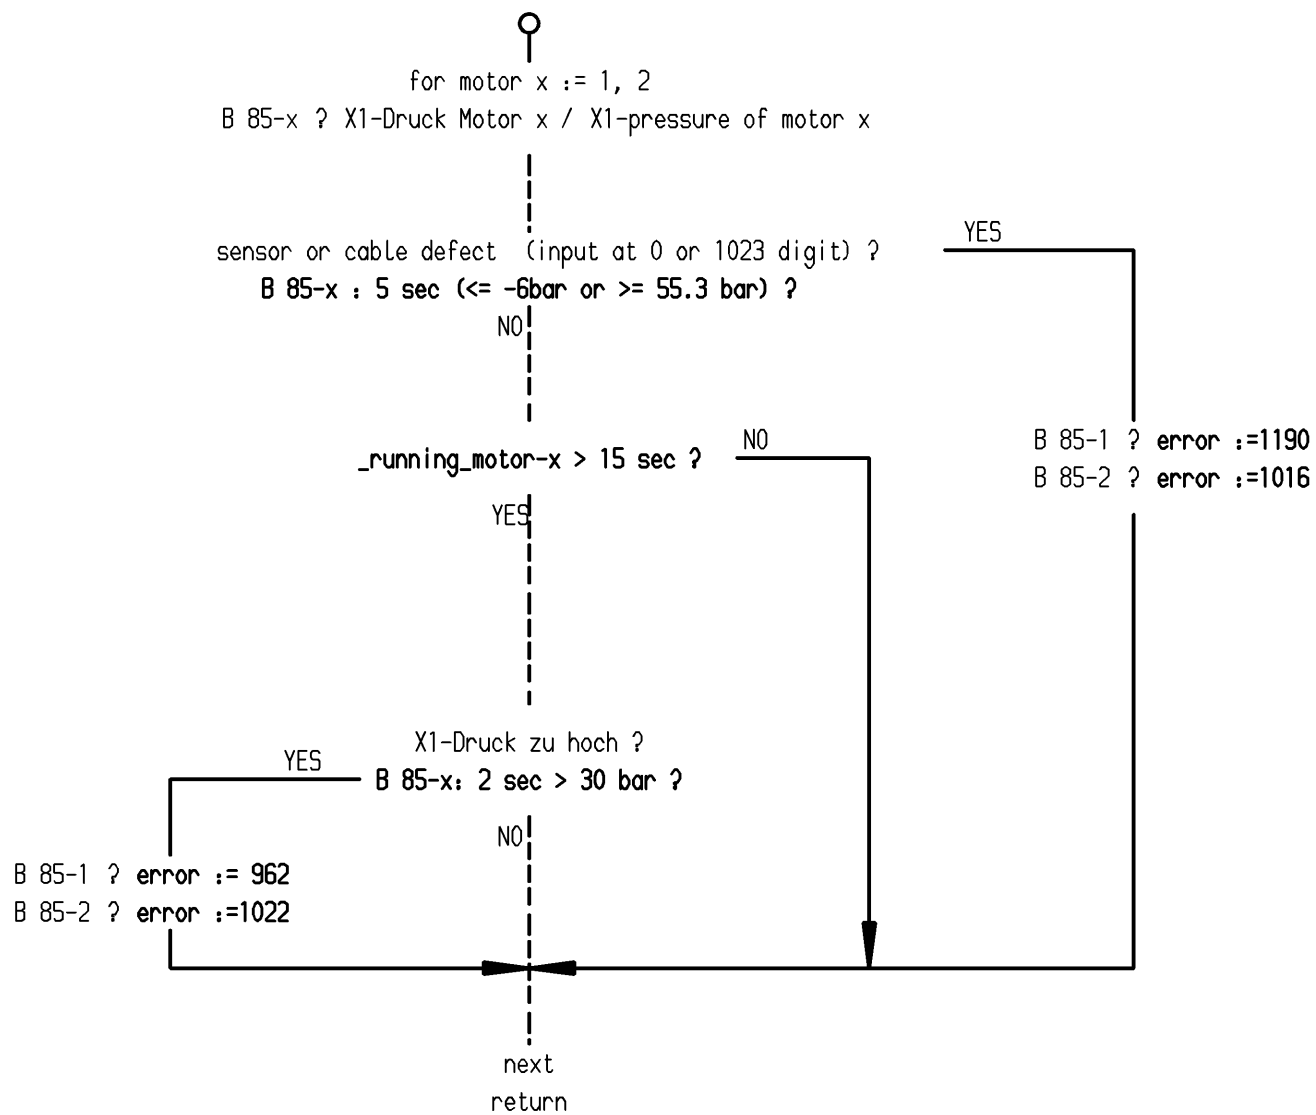 for motor x := 1, 2
B 85-x ? X1-Druck Motor x / X1-pressure of motor x
YES
sensor or cable defect (input at 0 or 1023 digit) ?
B 85-x : 5 sec (<= -6bar or >= 55.3 bar) ?
NO
B 85-1 ? error :=1190
NO
_running_motor-x > 15 sec ?
B 85-2 ? error :=1016
YES
X1-Druck zu hoch ?
YES
B 85-x: 2 sec > 30 bar ?
NO
B 85-1 ? error := 962
B 85-2 ? error :=1022
next
return